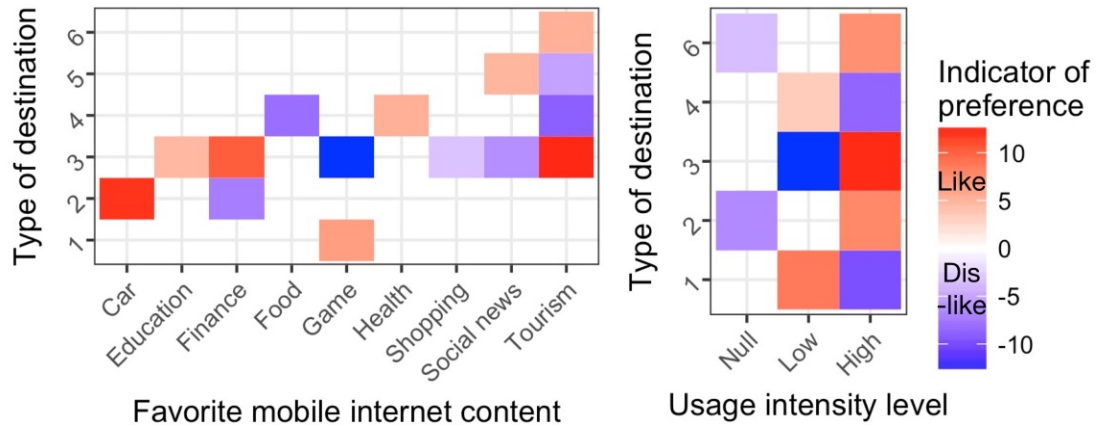 Type of destination
6
5
4
3
2
1
Car
Education
Finance
Food
Game
Health
Shopping
Social news
Tourism
Favorite mobile internet content
Type of destination
6
4
3
2
1
Null
Low
High
Usage intensity level
Indicator of
preference
10
Like
5
0
Dis
-like
-5
-10